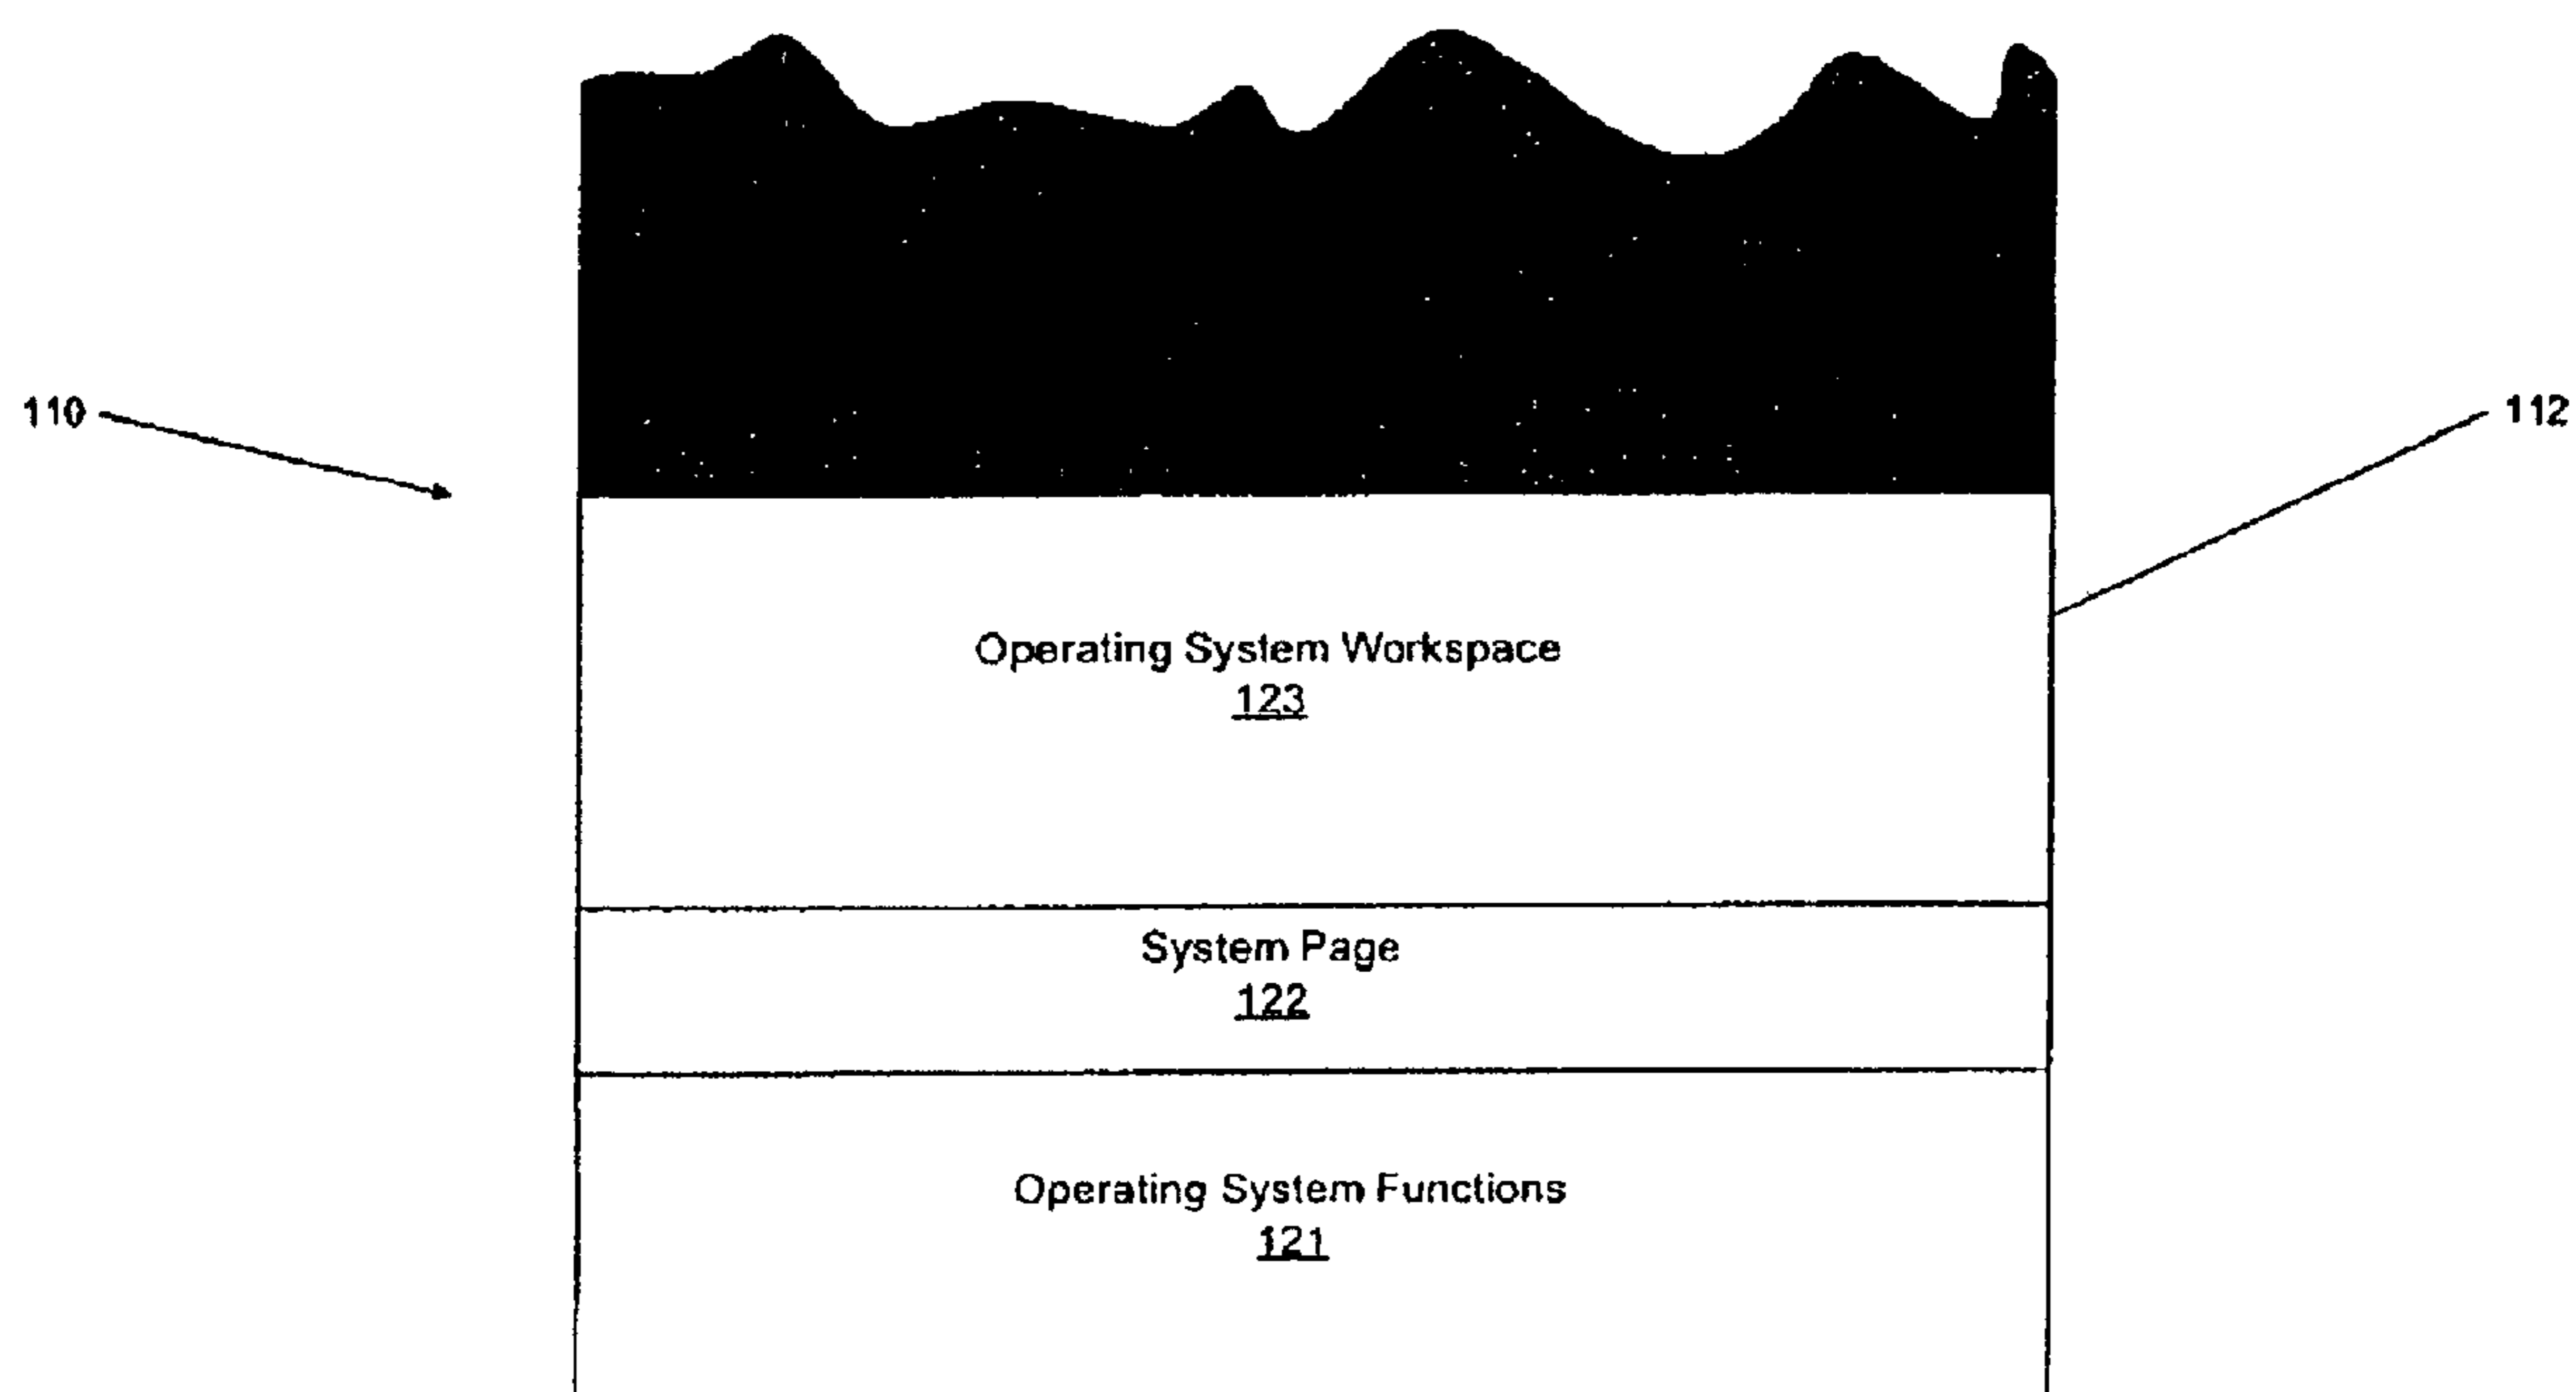 110
112
Operating System Workspace
123
System Page
122
Operating System Functions
121